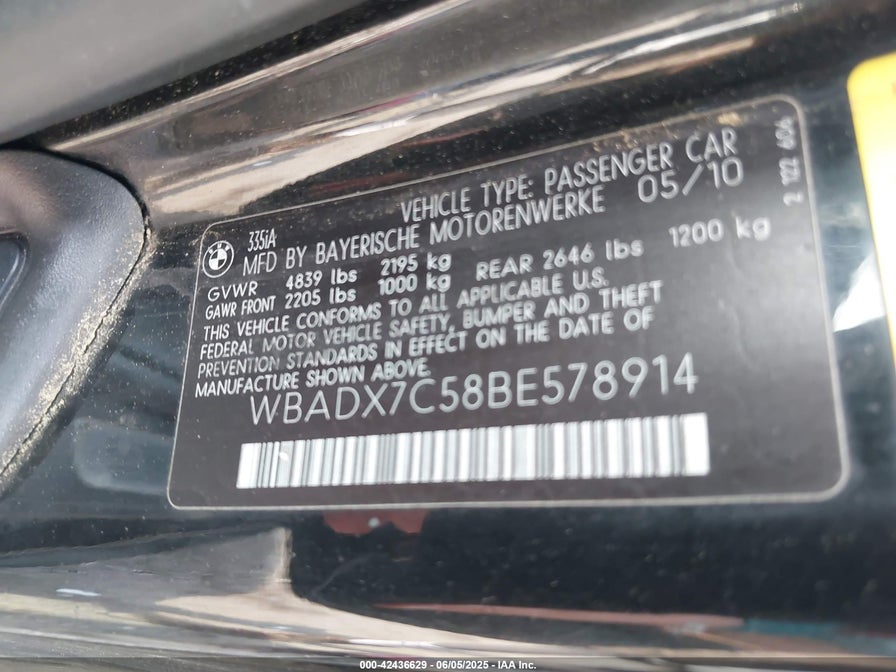 2 122 606
VEHICLE TYPE: PASSENGER CAR
335iA
MFD BY BAYERISCHE MOTORENWERKE 05/10
GVWR 4839 lbs 2195 kg
GAWR FRONT 2205 lbs 1000 kg REAR 2646 lbs 1200 kg
THIS VEHICLE CONFORMS TO ALL APPLICABLE U.S.
FEDERAL MOTOR VEHICLE SAFETY, BUMPER AND THEFT
PREVENTION STANDARDS IN EFFECT ON THE DATE OF
MANUFACTURE SHOWN ABOVE.
WBADX7C58BE578914
000-42436629 - 06/05/2025 - IAA Inc.